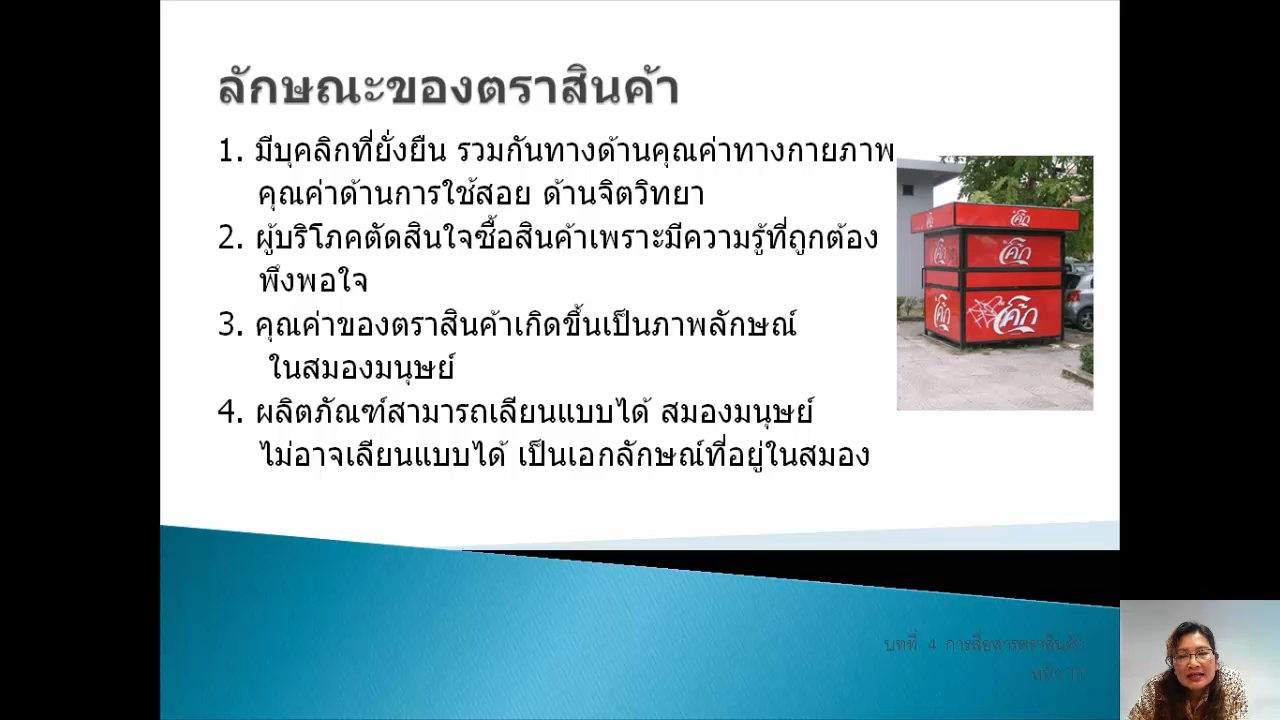 ลักษณะของตราสินค้า
1. มีบุคลิกที่ยั่งยืน รวมกันทางด้านคุณค่าทางกายภาพ
คุณค่าด้านการใช้สอย ด้านจิตวิทยา
2. ผู้บริโภคตัดสินใจซื้อสินค้าเพราะมีความรู้ที่ถูกต้อง
พึงพอใจ
3. คุณค่าของตราสินค้าเกิดขึ้นเป็นภาพลักษณ์
ในสมองมนุษย์
4. ผลิตภัณฑ์สามารถเลียนแบบได้ สมองมนุษย์
ไม่อาจเลียนแบบได้ เป็นเอกลักษณ์ที่อยู่ในสมอง
บทที่ 4 การสื่อสารตราสินค้า
หน้า 11